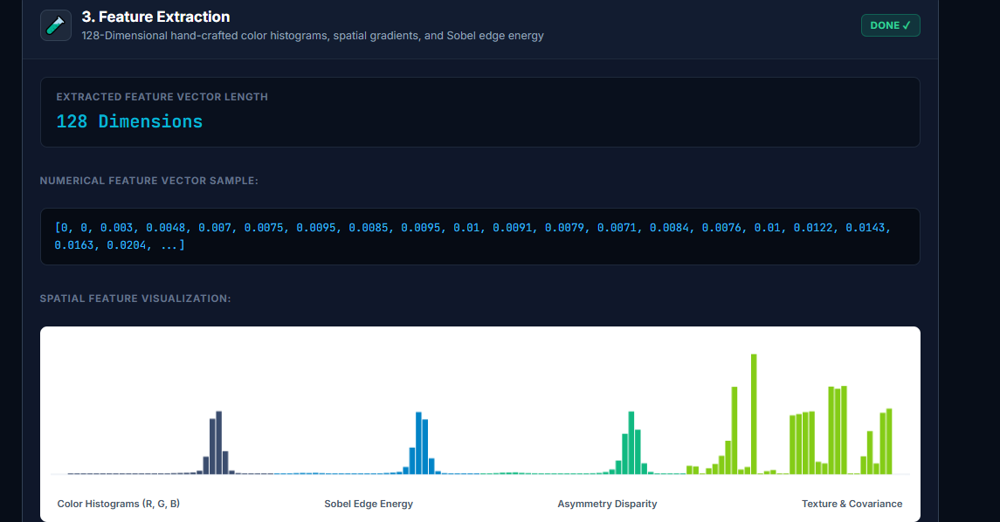 3. Feature Extraction
128-Dimensional hand-crafted color histograms, spatial gradients, and Sobel edge energy
DONE ✓
EXTRACTED FEATURE VECTOR LENGTH
128 Dimensions
NUMERICAL FEATURE VECTOR SAMPLE:
[0, 0, 0.003, 0.0048, 0.007, 0.0075, 0.0095, 0.0085, 0.0095, 0.01, 0.0091, 0.0079, 0.0071, 0.0084, 0.0076, 0.01, 0.0122, 0.0143,
0.0163, 0.0204, ...]
SPATIAL FEATURE VISUALIZATION:
Color Histograms (R, G, B)
Sobel Edge Energy
Asymmetry Disparity
Texture & Covariance